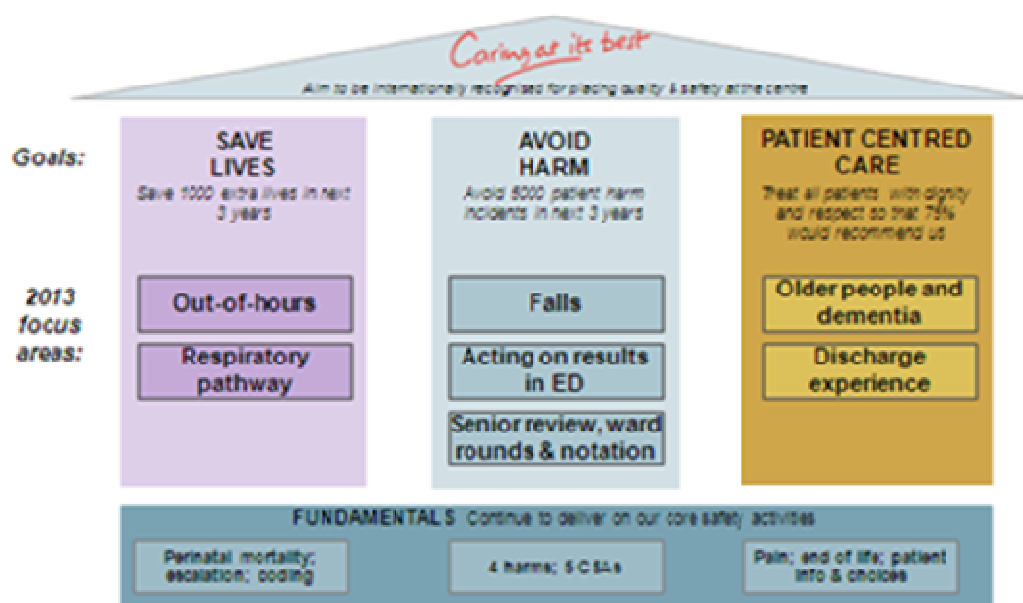 Caring at its best
Aim to be internationally recognised for placing quality & safety at the centre
Goals:
SAVE
LIVES
Save 1000 extra lives in next
3 years
AVOID
HARM
Avoid 5000 patient harm
incidents in next 3 years
PATIENT CENTRED
CARE
Treat all patients with dignity
and respect so that 75%
would recommend us
2013
focus
areas:
Out-of-hours
Respiratory
pathway
Falls
Acting on results
in ED
Senior review, ward
rounds & notation
Older people and
dementia
Discharge
experience
FUNDAMENTALS Continue to deliver on our core safety activities
Perinatal mortality;
escalation; coding
4 harms; 5 CSAs
Pain; end of life; patient
info & choices